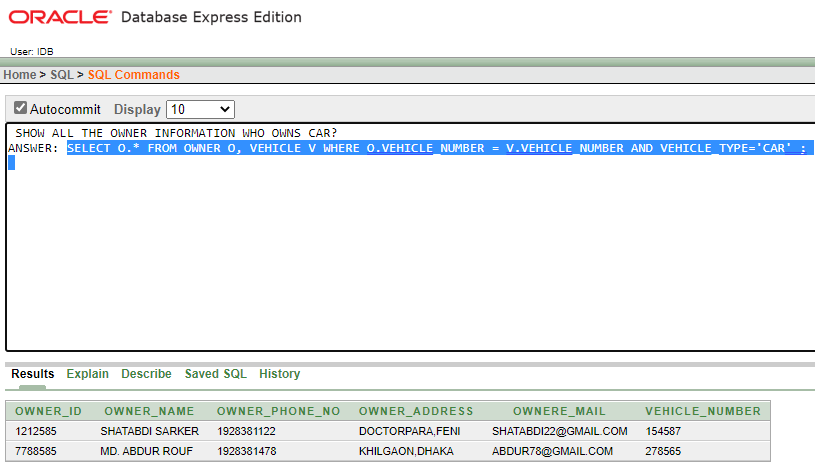 ORACLE® Database Express Edition
User: IDB
Home > SQL > SQL Commands
Autocommit Display 10
SHOW ALL THE OWNER INFORMATION WHO OWNS CAR?
ANSWER: SELECT O.* FROM OWNER O, VEHICLE V WHERE O.VEHICLE_NUMBER = V.VEHICLE_NUMBER AND VEHICLE_TYPE='CAR' ;
Results Explain Describe Saved SQL History
OWNER_ID OWNER_NAME OWNER_PHONE_NO OWNER_ADDRESS OWNERE_MAIL VEHICLE_NUMBER
1212585 SHATABDI SARKER 1928381122 DOCTORPARA,FENI SHATABDI22@GMAIL.COM 154587
7788585 MD. ABDUR ROUF 1928381478 KHILGAON,DHAKA ABDUR78@GMAIL.COM 278565